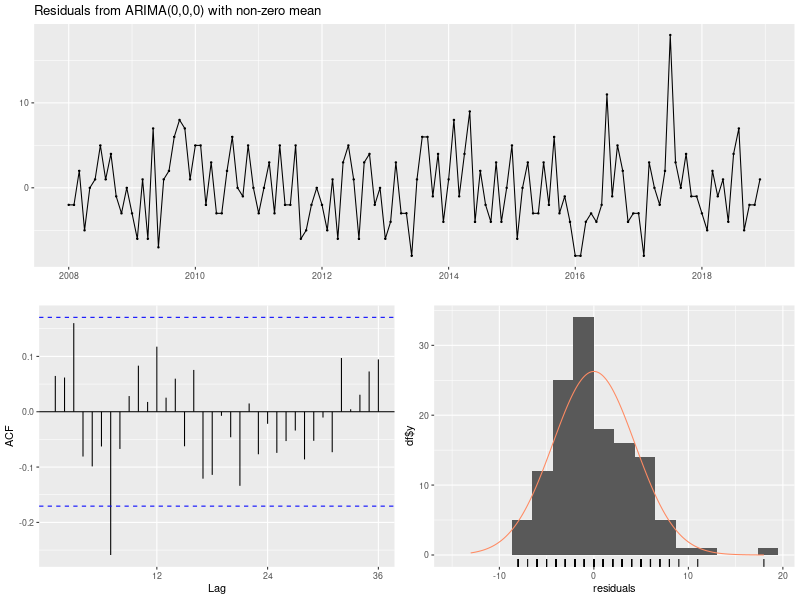 Residuals from ARIMA(0,0,0) with non-zero mean
10
0
2008 2010 2012 2014 2016 2018
ACF
0.1
0.0
-0.1
-0.2
12 24 36
Lag
df$y
30
20
10
0
-10 0 10 20
residuals